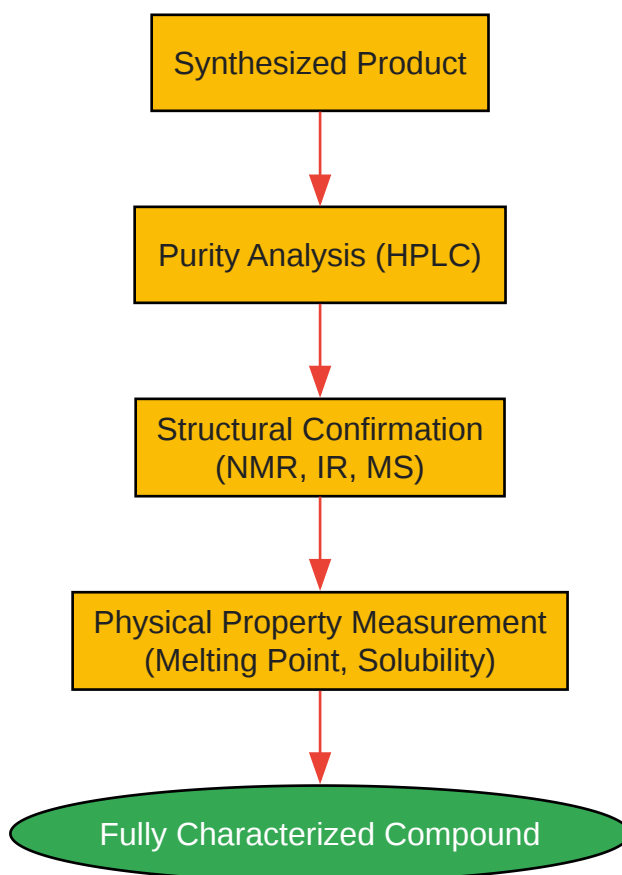 Synthesized Product
Purity Analysis (HPLC)
Structural Confirmation
(NMR, IR, MS)
Physical Property Measurement
(Melting Point, Solubility)
Fully Characterized Compound